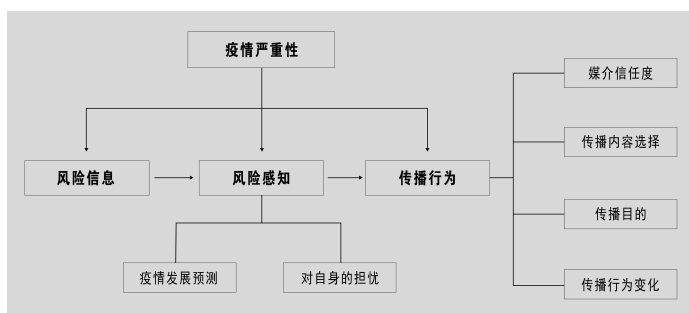 疫情严重性
媒介信任度
传播内容选择
风险信息
风险感知
传播行为
传播目的
疫情发展预测
对自身的担忧
传播行为变化